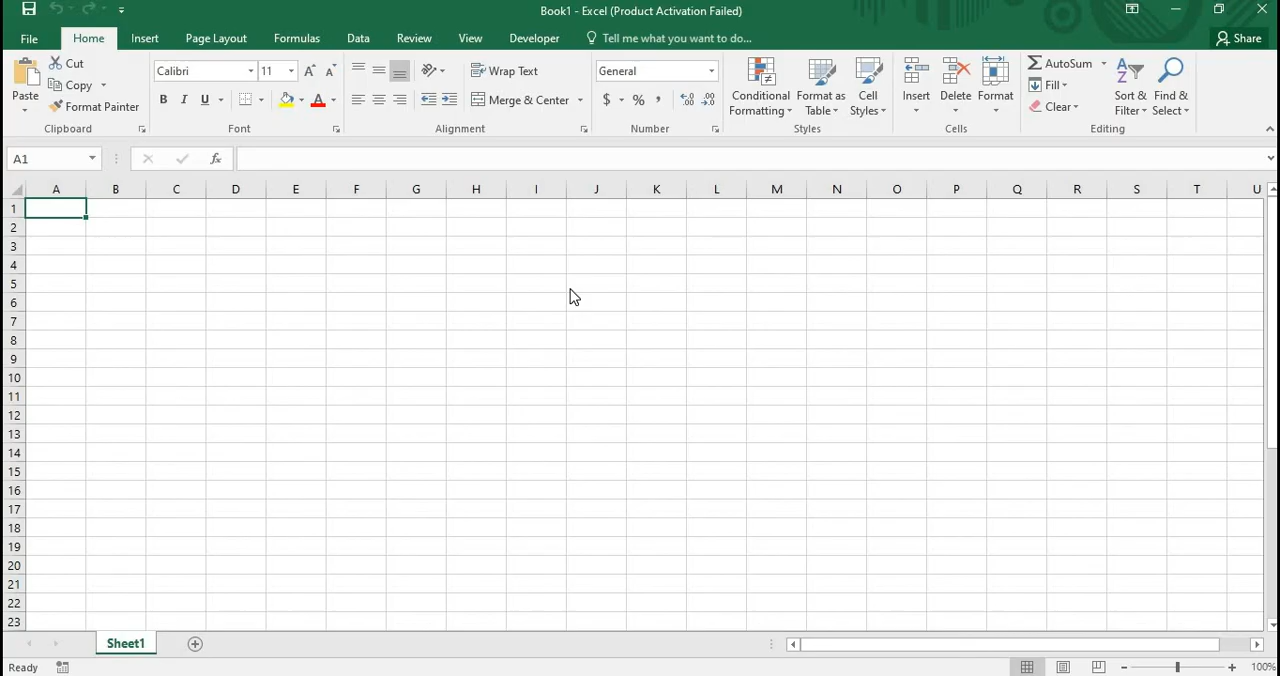 Book1 - Excel (Product Activation Failed)
File Home Insert Page Layout Formulas Data Review View Developer Tell me what you want to do... Share
Paste
Cut
Copy
Format Painter
Clipboard
Calibri 11
B I U
Font
Wrap Text
Merge & Center
Alignment
General
$ % ,
Number
Conditional
Formatting
Format as
Table
Cell
Styles
Styles
Insert
Delete
Format
Cells
AutoSum
Fill
Clear
Sort &
Filter
Find &
Select
Editing
A1 fx
A B C D E F G H I J K L M N O P Q R S T U
1
2
3
4
5
6
7
8
9
10
11
12
13
14
15
16
17
18
19
20
21
22
23
Sheet1
Ready 100%